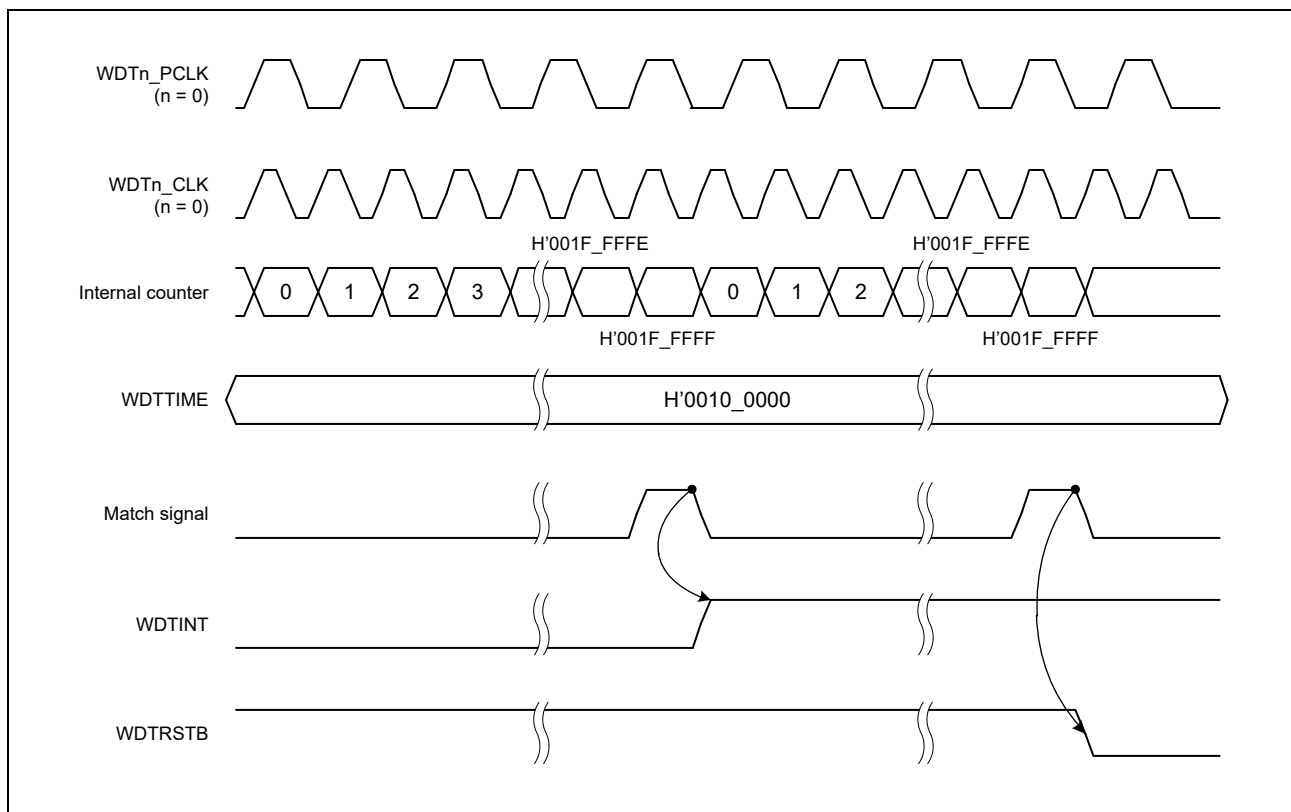 WDTn_PCLK
(n = 0)
WDTn_CLK
(n = 0)
H'001F_FFFE
H'001F_FFFE
Internal counter
0
1
2
3
0
1
2
H'001F_FFFF
H'001F_FFFF
WDTTIME
H'0010_0000
Match signal
WDTINT
WDTRSTB